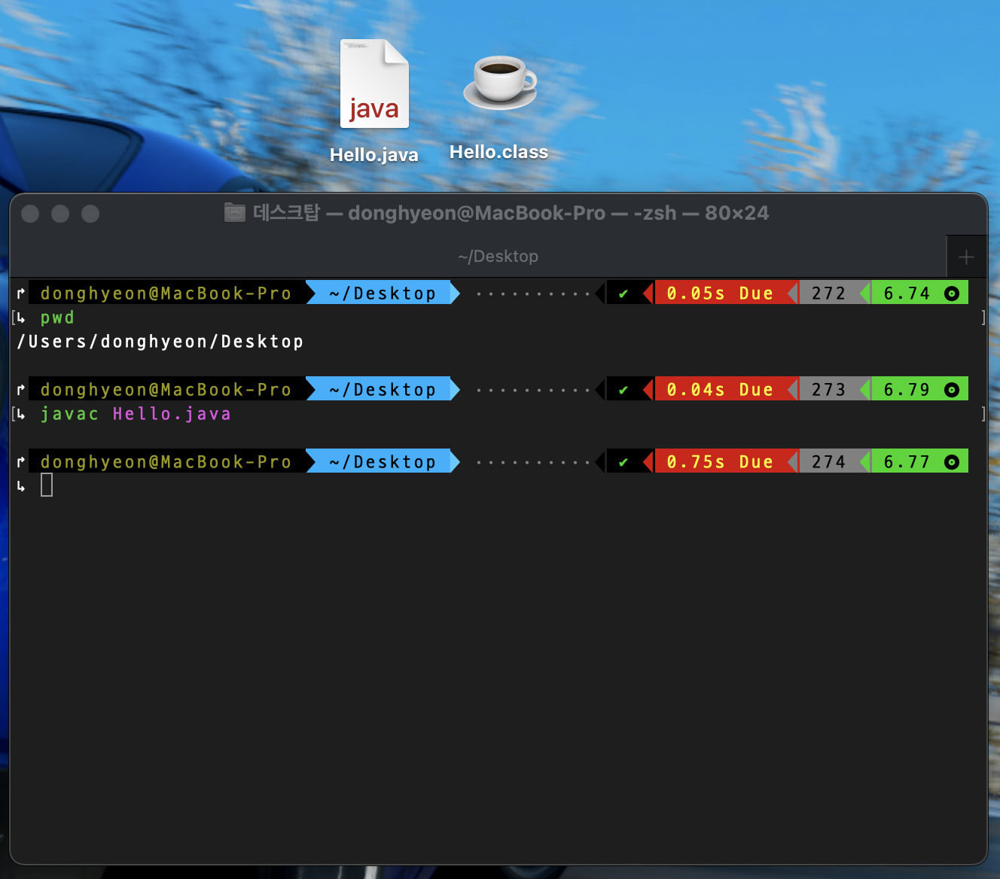 java
Hello.java
Hello.class
데스크탑 — donghyeon@MacBook-Pro — -zsh — 80×24
~/Desktop
donghyeon@MacBook-Pro ~/Desktop ·········· ✔ 0.05s Due 272 6.74
pwd
/Users/donghyeon/Desktop
donghyeon@MacBook-Pro ~/Desktop ·········· ✔ 0.04s Due 273 6.79
javac Hello.java
donghyeon@MacBook-Pro ~/Desktop ·········· ✔ 0.75s Due 274 6.77